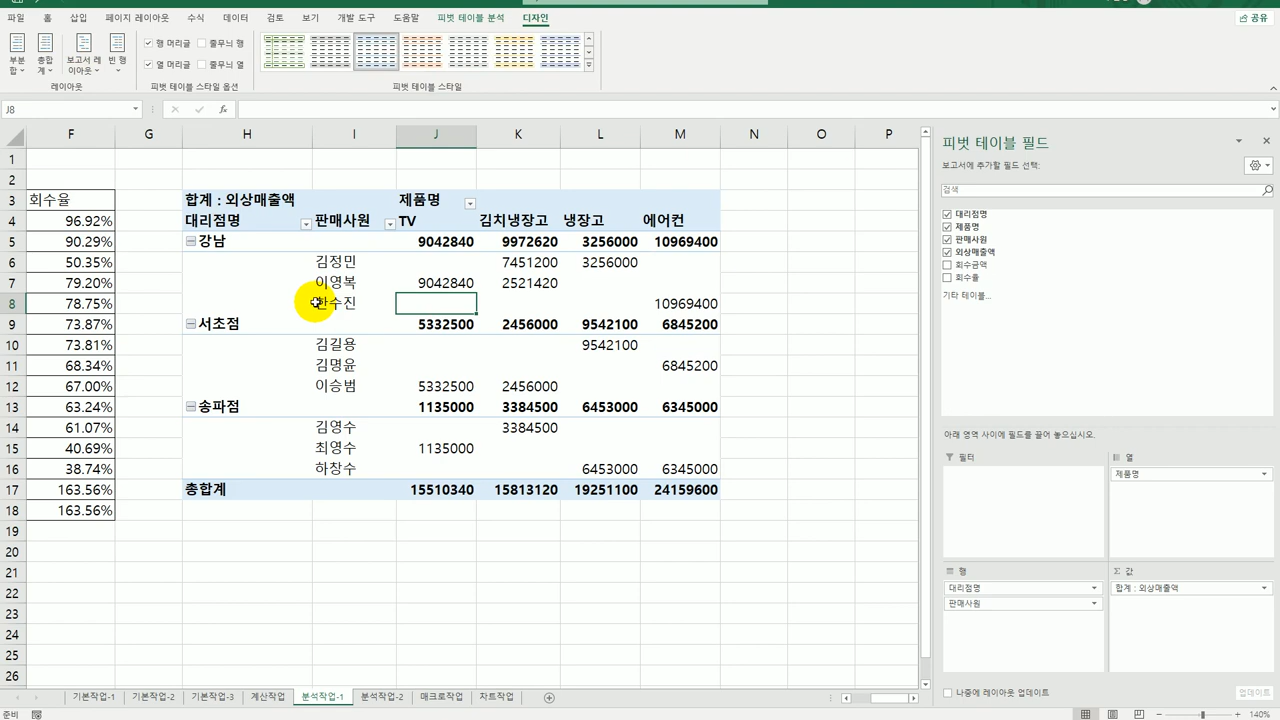 파일 홈 삽입 페이지 레이아웃 수식 데이터 검토 보기 개발 도구 도움말 피벗 테이블 분석 디자인 공유
부분합 총합계 보고서 레이아웃 빈 행
행 머리글 줄무늬 행
열 머리글 줄무늬 열
레이아웃 피벗 테이블 스타일 옵션 피벗 테이블 스타일
J8 fx
F G H I J K L M N O P
1
2
3 회수율 합계 : 외상매출액 제품명
4 96.92% 대리점명 판매사원 TV 김치냉장고 냉장고 에어컨
5 90.29% 강남 9042840 9972620 3256000 10969400
6 50.35% 김정민 7451200 3256000
7 79.20% 이영복 9042840 2521420
8 78.75% 한수진 10969400
9 73.87% 서초점 5332500 2456000 9542100 6845200
10 73.81% 김길용 9542100
11 68.34% 김명윤 6845200
12 67.00% 이승범 5332500 2456000
13 63.24% 송파점 1135000 3384500 6453000 6345000
14 61.07% 김영수 3384500
15 40.69% 최영수 1135000
16 38.74% 하창수 6453000 6345000
17 163.56% 총합계 15510340 15813120 19251100 24159600
18 163.56%
19
20
21
22
23
24
25
26
피벗 테이블 필드
보고서에 추가할 필드 선택:
검색
대리점명
제품명
판매사원
외상매출액
회수금액
회수율
기타 테이블...
아래 영역 사이에 필드를 끌어 놓으십시오.
필터 열
제품명
행 Σ 값
대리점명 합계 : 외상매출액
판매사원
나중에 레이아웃 업데이트 업데이트
기본작업-1 기본작업-2 기본작업-3 계산작업 분석작업-1 분석작업-2 매크로작업 차트작업
준비 140%